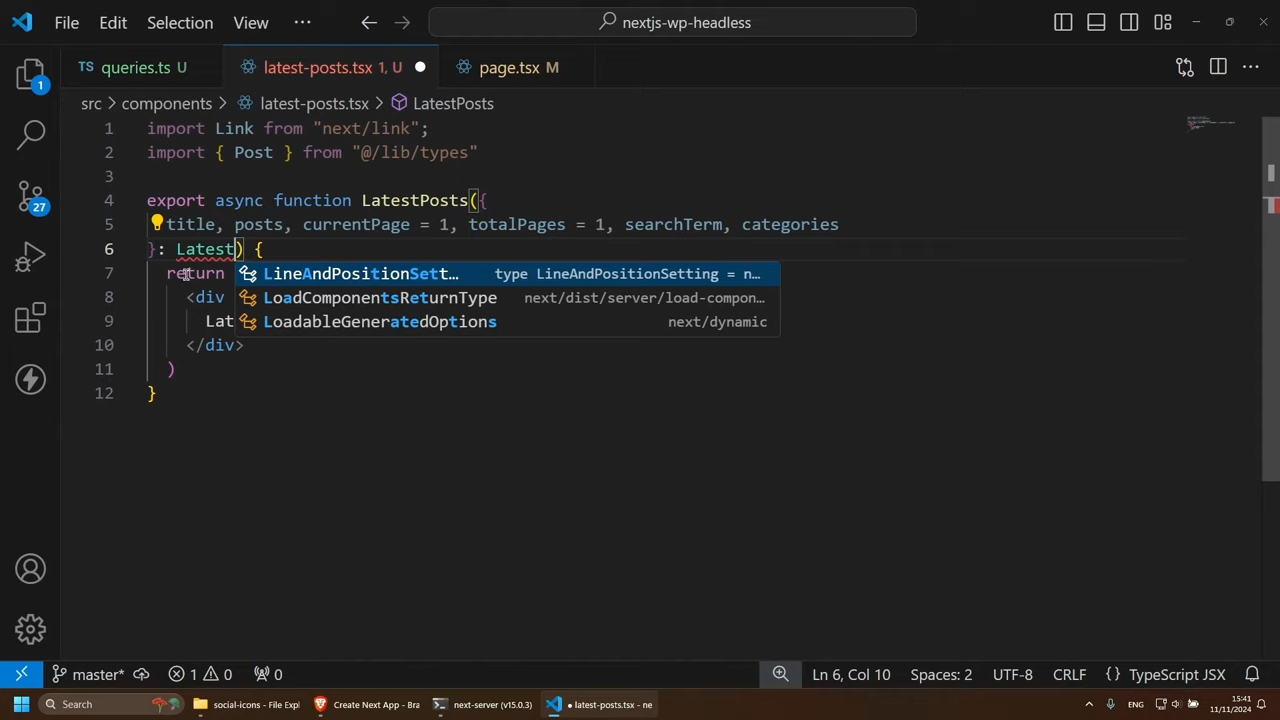 File Edit Selection View ··· nextjs-wp-headless
TS queries.ts U latest-posts.tsx 1, U page.tsx M
src > components > latest-posts.tsx > LatestPosts
1 import Link from "next/link";
2 import { Post } from "@/lib/types"
3
4 export async function LatestPosts({
5 title, posts, currentPage = 1, totalPages = 1, searchTerm, categories
6 }: Latest) {
7 return LineAndPositionSett… type LineAndPositionSetting = n…
8 <div LoadComponentsReturnType next/dist/server/load-compon…
9 Lat LoadableGeneratedOptions next/dynamic
10 </div>
11 )
12 }
1
27
master* 1 0 0 Ln 6, Col 10 Spaces: 2 UTF-8 CRLF {} TypeScript JSX
Search social-icons - File Expl Create Next App - Bra next-server (v15.0.3) • latest-posts.tsx - ne ENG 15:41
11/11/2024